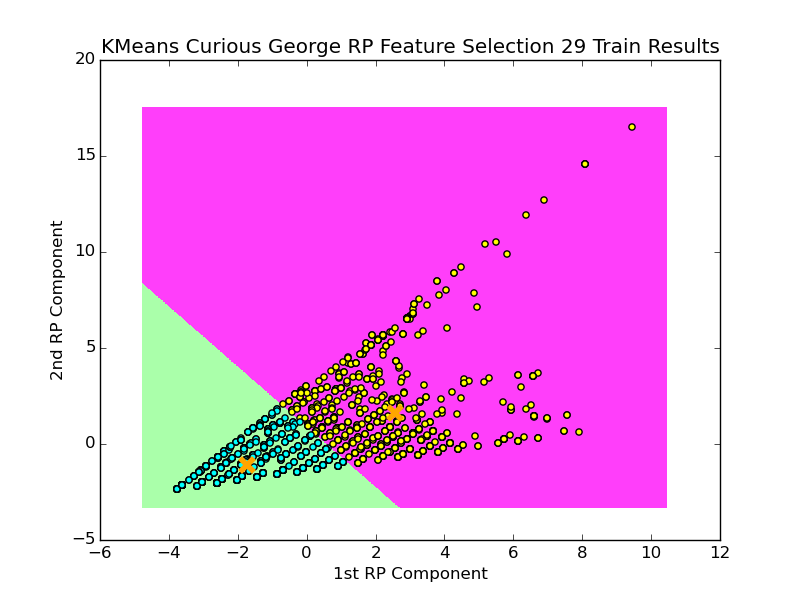 KMeans Curious George RP Feature Selection 29 Train Results
20
15
10
5
0
−5
2nd RP Component
−6 −4 −2 0 2 4 6 8 10 12
1st RP Component